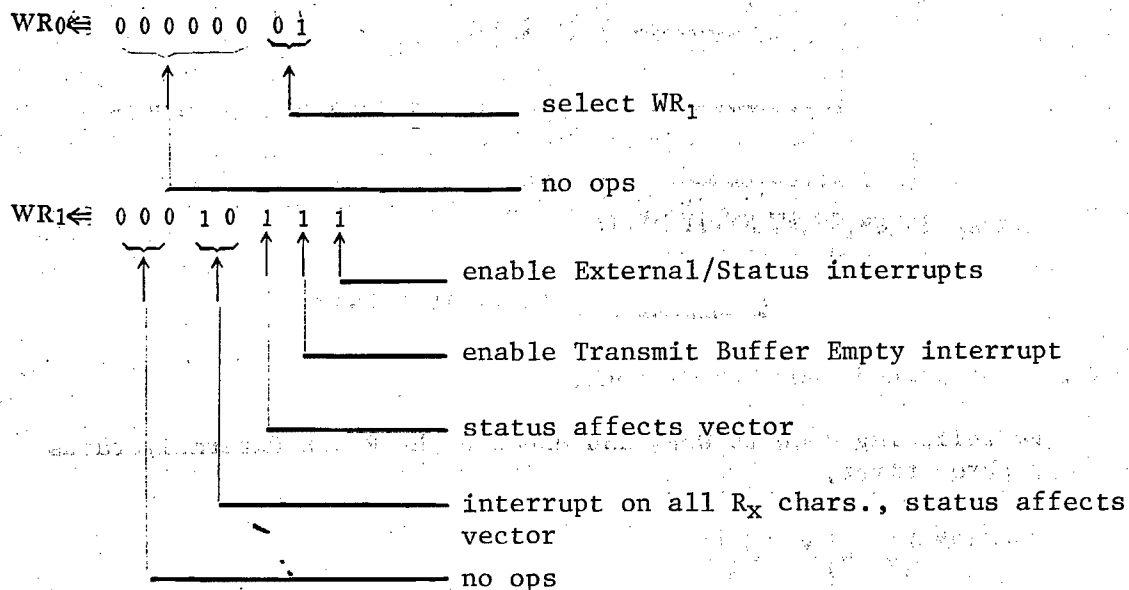 WR0⇐ 0 0 0 0 0 0 0 1
select WR1
no ops
WR1⇐ 0 0 0 1 0 1 1 1
enable External/Status interrupts
enable Transmit Buffer Empty interrupt
status affects vector
interrupt on all RX chars., status affects
vector
no ops